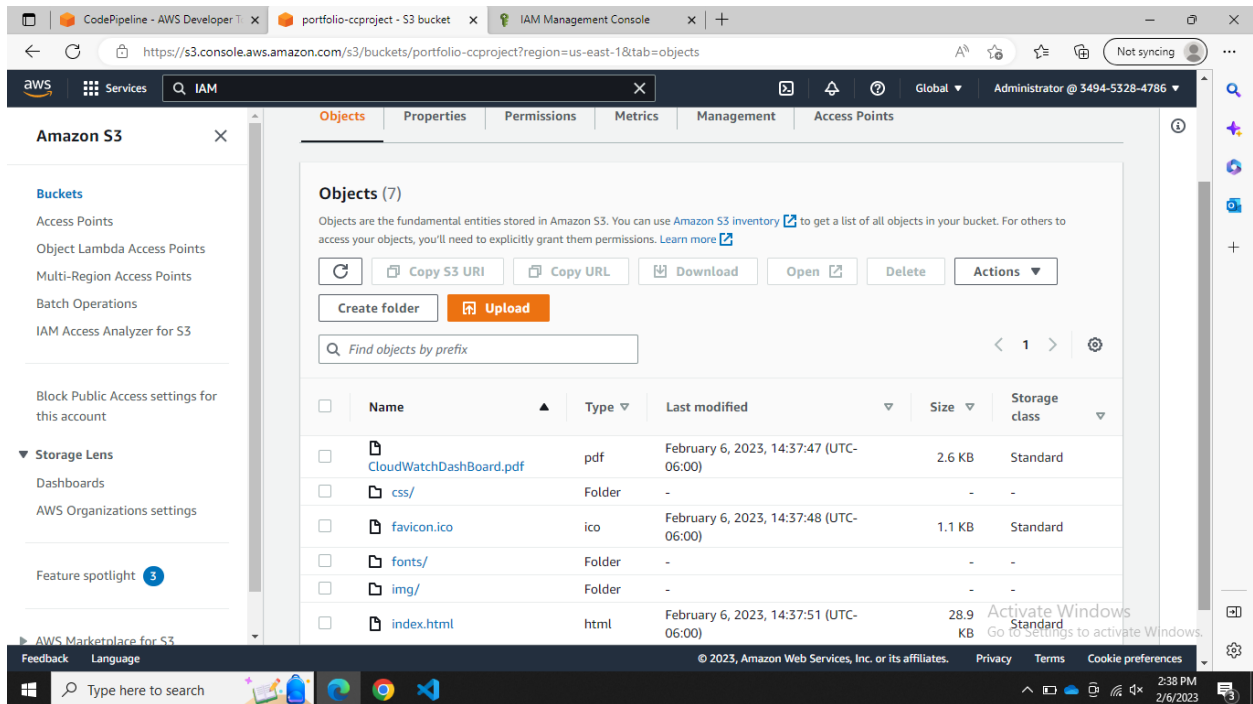 CodePipeline - AWS Developer T
portfolio-ccproject - S3 bucket
IAM Management Console
https://s3.console.aws.amazon.com/s3/buckets/portfolio-ccproject?region=us-east-1&tab=objects
Not syncing
aws
Services
IAM
Global
Administrator @ 3494-5328-4786
Amazon S3
Buckets
Access Points
Object Lambda Access Points
Multi-Region Access Points
Batch Operations
IAM Access Analyzer for S3
Block Public Access settings for
this account
Storage Lens
Dashboards
AWS Organizations settings
Feature spotlight 3
AWS Marketplace for S3
Objects Properties Permissions Metrics Management Access Points
Objects (7)
Objects are the fundamental entities stored in Amazon S3. You can use Amazon S3 inventory to get a list of all objects in your bucket. For others to
access your objects, you'll need to explicitly grant them permissions. Learn more
Copy S3 URI Copy URL Download Open Delete Actions
Create folder Upload
Find objects by prefix
1
Name Type Last modified Size Storage
class
CloudWatchDashBoard.pdf pdf February 6, 2023, 14:37:47 (UTC-
06:00) 2.6 KB Standard
css/ Folder - - -
favicon.ico ico February 6, 2023, 14:37:48 (UTC-
06:00) 1.1 KB Standard
fonts/ Folder - - -
img/ Folder - - -
index.html html February 6, 2023, 14:37:51 (UTC-
06:00) 28.9
KB Standard
Activate Windows
Go to Settings to activate Windows.
Feedback Language
© 2023, Amazon Web Services, Inc. or its affiliates. Privacy Terms Cookie preferences
Type here to search
2:38 PM
2/6/2023
3